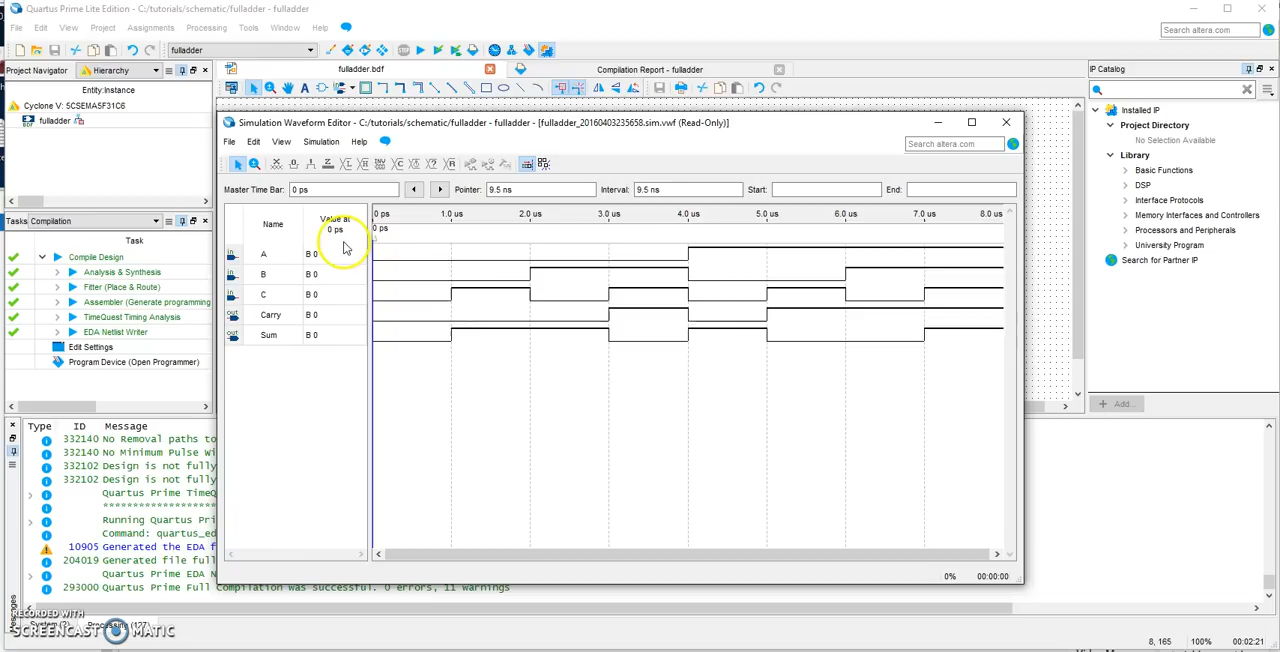 Quartus Prime Lite Edition - C:/tutorials/schematic/fulladder - fulladder
File Edit View Project Assignments Processing Tools Window Help
Search altera.com
fulladder
Project Navigator Hierarchy
fulladder.bdf
Compilation Report - fulladder
IP Catalog
Entity:Instance
Cyclone V: 5CSEMA5F31C6
fulladder
Installed IP
Project Directory
No Selection Available
Library
Basic Functions
DSP
Interface Protocols
Memory Interfaces and Controllers
Processors and Peripherals
University Program
Search for Partner IP
+ Add...
Tasks Compilation
Task
Compile Design
Analysis & Synthesis
Fitter (Place & Route)
Assembler (Generate programming
TimeQuest Timing Analysis
EDA Netlist Writer
Edit Settings
Program Device (Open Programmer)
Simulation Waveform Editor - C:/tutorials/schematic/fulladder - fulladder - [fulladder_20160403235658.sim.vwf (Read-Only)]
File Edit View Simulation Help
Search altera.com
Master Time Bar: 0 ps Pointer: 9.5 ns Interval: 9.5 ns Start: End:
Name Value at 0 ps
0 ps 1.0 us 2.0 us 3.0 us 4.0 us 5.0 us 6.0 us 7.0 us 8.0 us
0 ps
in A B 0
in B B 0
in C B 0
out Carry B 0
out Sum B 0
0% 00:00:00
Type ID Message
332140 No Removal paths to
332140 No Minimum Pulse Wi
332102 Design is not fully
332102 Design is not fully
Quartus Prime TimeQ
Running Quartus Pri
Command: quartus_ed
10905 Generated the EDA f
204019 Generated file full
Quartus Prime EDA N
293000 Quartus Prime Full Compilation was successful. 0 errors, 11 warnings
Messages
RECORDED WITH
SCREENCAST MATIC
8, 165 100% 00:02:21